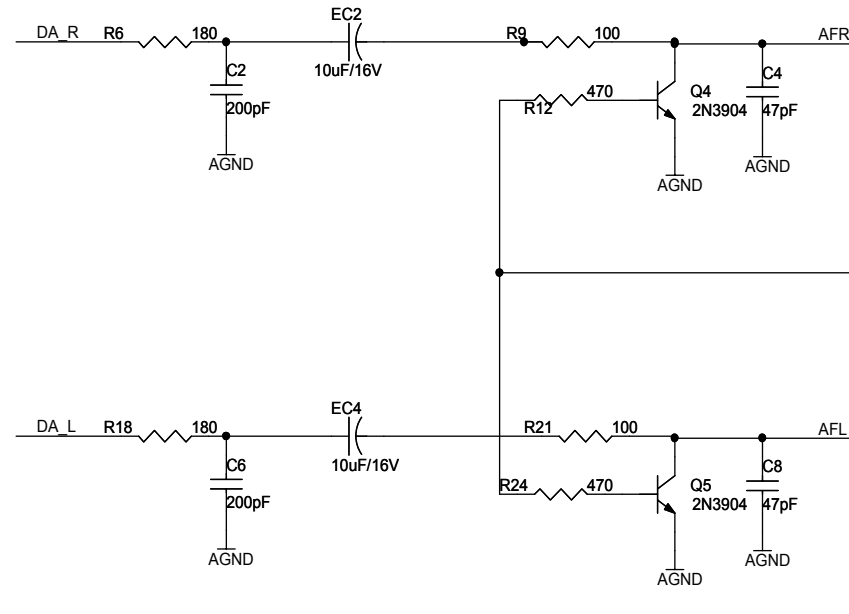 EC2
DA_R R6 180 R9 100 AFR
10uF/16V
C2
200pF
AGND
R12 470
Q4
2N3904
C4
47pF
AGND AGND
EC4
DA_L R18 180 R21 100 AFL
10uF/16V
C6
200pF
AGND
R24 470
Q5
2N3904
C8
47pF
AGND AGND